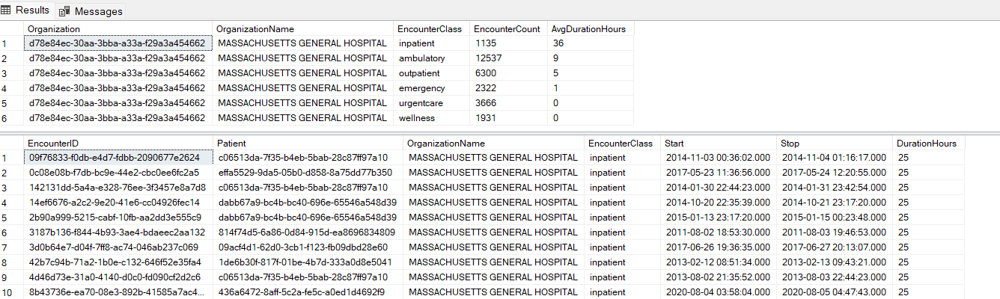 Results Messages
Organization OrganizationName EncounterClass EncounterCount AvgDurationHours
1 d78e84ec-30aa-3bba-a33a-f29a3a454662 MASSACHUSETTS GENERAL HOSPITAL inpatient 1135 36
2 d78e84ec-30aa-3bba-a33a-f29a3a454662 MASSACHUSETTS GENERAL HOSPITAL ambulatory 12537 9
3 d78e84ec-30aa-3bba-a33a-f29a3a454662 MASSACHUSETTS GENERAL HOSPITAL outpatient 6300 5
4 d78e84ec-30aa-3bba-a33a-f29a3a454662 MASSACHUSETTS GENERAL HOSPITAL emergency 2322 1
5 d78e84ec-30aa-3bba-a33a-f29a3a454662 MASSACHUSETTS GENERAL HOSPITAL urgentcare 3666 0
6 d78e84ec-30aa-3bba-a33a-f29a3a454662 MASSACHUSETTS GENERAL HOSPITAL wellness 1931 0
EncounterID Patient OrganizationName EncounterClass Start Stop DurationHours
1 09f76833-f0db-e4d7-fdbb-2090677e2624 c06513da-7f35-b4eb-5bab-28c87ff97a10 MASSACHUSETTS GENERAL HOSPITAL inpatient 2014-11-03 00:36:02.000 2014-11-04 01:16:17.000 25
2 0c08e08b-f7db-bc9e-44e2-cbc0ee6fc2a5 effa5529-9da5-05b0-d858-8a75dd77b350 MASSACHUSETTS GENERAL HOSPITAL inpatient 2017-05-23 11:36:56.000 2017-05-24 12:20:55.000 25
3 142131dd-5a4a-e328-76ee-3f3457e8a7d8 c06513da-7f35-b4eb-5bab-28c87ff97a10 MASSACHUSETTS GENERAL HOSPITAL inpatient 2014-01-30 22:44:23.000 2014-01-31 23:42:54.000 25
4 14ef6676-a2c2-9e20-41e6-cc04926fec14 dabb67a9-bc4b-bc40-696e-65546a548d39 MASSACHUSETTS GENERAL HOSPITAL inpatient 2014-10-20 22:35:39.000 2014-10-21 23:17:20.000 25
5 2b90a999-5215-cabf-10fb-aa2dd3e555c9 dabb67a9-bc4b-bc40-696e-65546a548d39 MASSACHUSETTS GENERAL HOSPITAL inpatient 2015-01-13 23:17:20.000 2015-01-15 00:23:48.000 25
6 3187b136-f844-4b93-3ae4-bdaeec2aa132 814f74d5-6a86-0d84-915d-ea8696834809 MASSACHUSETTS GENERAL HOSPITAL inpatient 2011-08-02 18:53:30.000 2011-08-03 19:46:53.000 25
7 3d0b64e7-d04f-7ff8-ac74-046ab237c069 09acf4d1-62d0-3cb1-f123-fb09dbd28e60 MASSACHUSETTS GENERAL HOSPITAL inpatient 2017-06-26 19:36:35.000 2017-06-27 20:13:07.000 25
8 42b7c94b-71a2-1b0e-c132-646f52e35fa4 1de6b30f-817f-01be-4b7d-333a0d8e5041 MASSACHUSETTS GENERAL HOSPITAL inpatient 2013-02-12 08:51:34.000 2013-02-13 09:43:21.000 25
9 4d46d73e-31a0-4140-d0c0-fd090cf2d2c6 c06513da-7f35-b4eb-5bab-28c87ff97a10 MASSACHUSETTS GENERAL HOSPITAL inpatient 2013-08-02 21:35:52.000 2013-08-03 22:44:23.000 25
10 8b43736e-ea70-08e3-892b-41585a7ac4... 436a6472-8aff-5c2a-fe5c-a0ed1d4692f9 MASSACHUSETTS GENERAL HOSPITAL inpatient 2020-08-04 03:58:04.000 2020-08-05 04:47:43.000 25